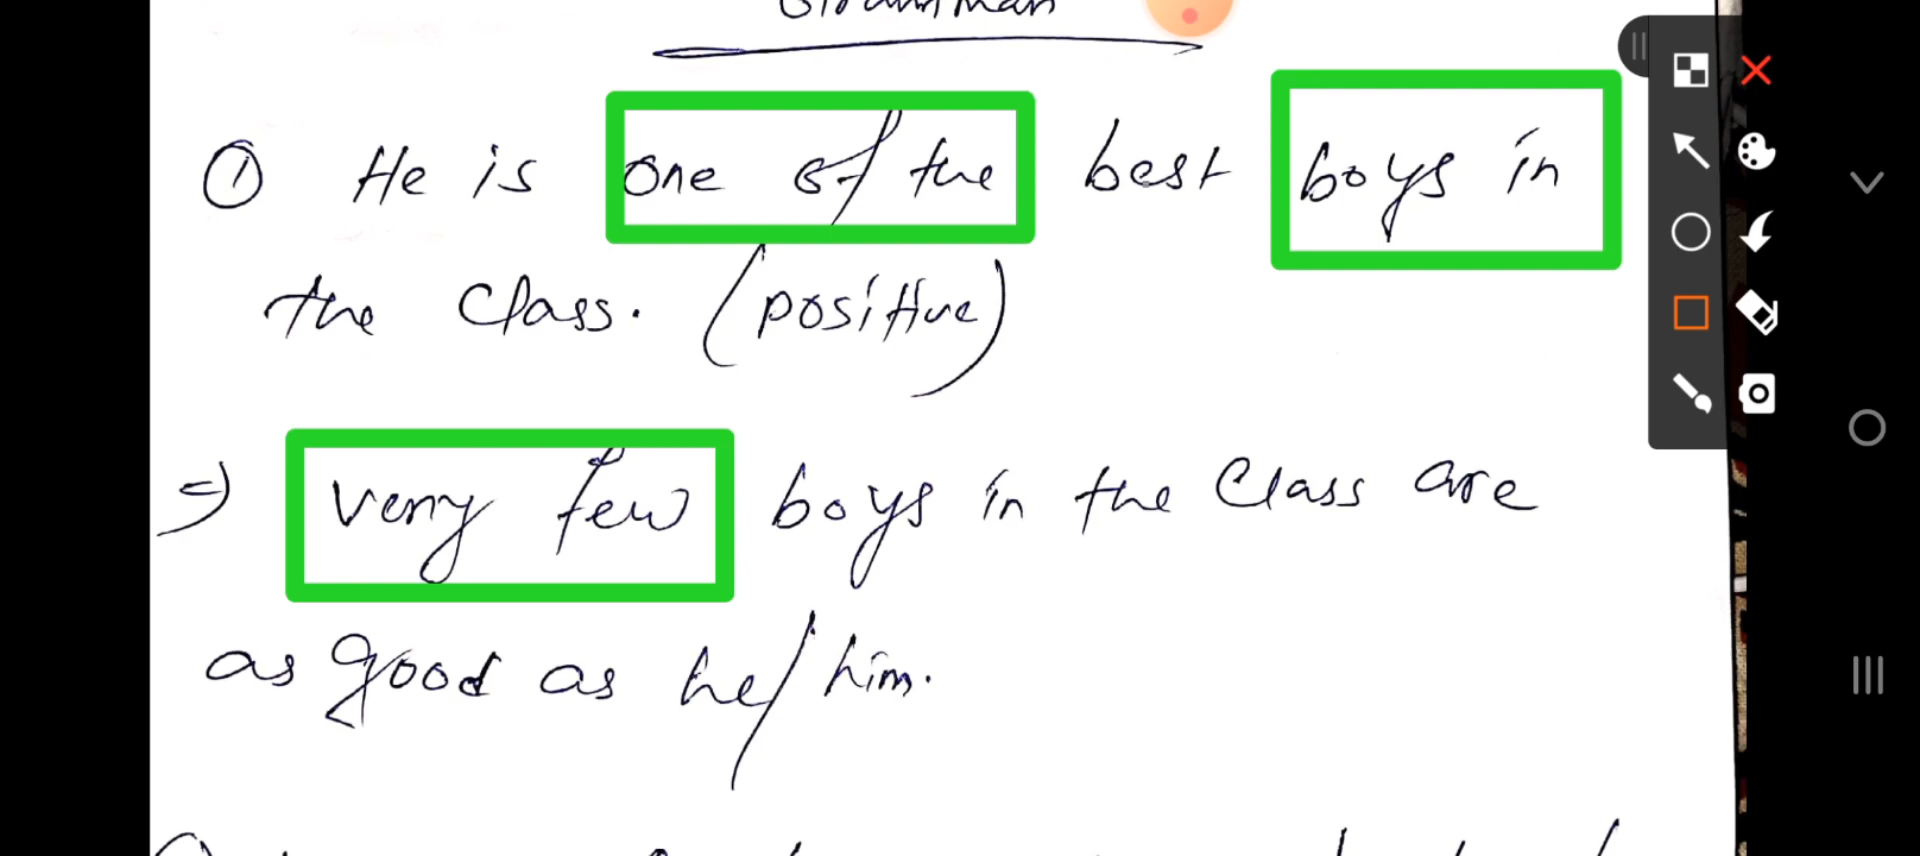 ① He is one of the best boys in
the class. (positive)
⇒ very few boys in the class are
as good as he/him.